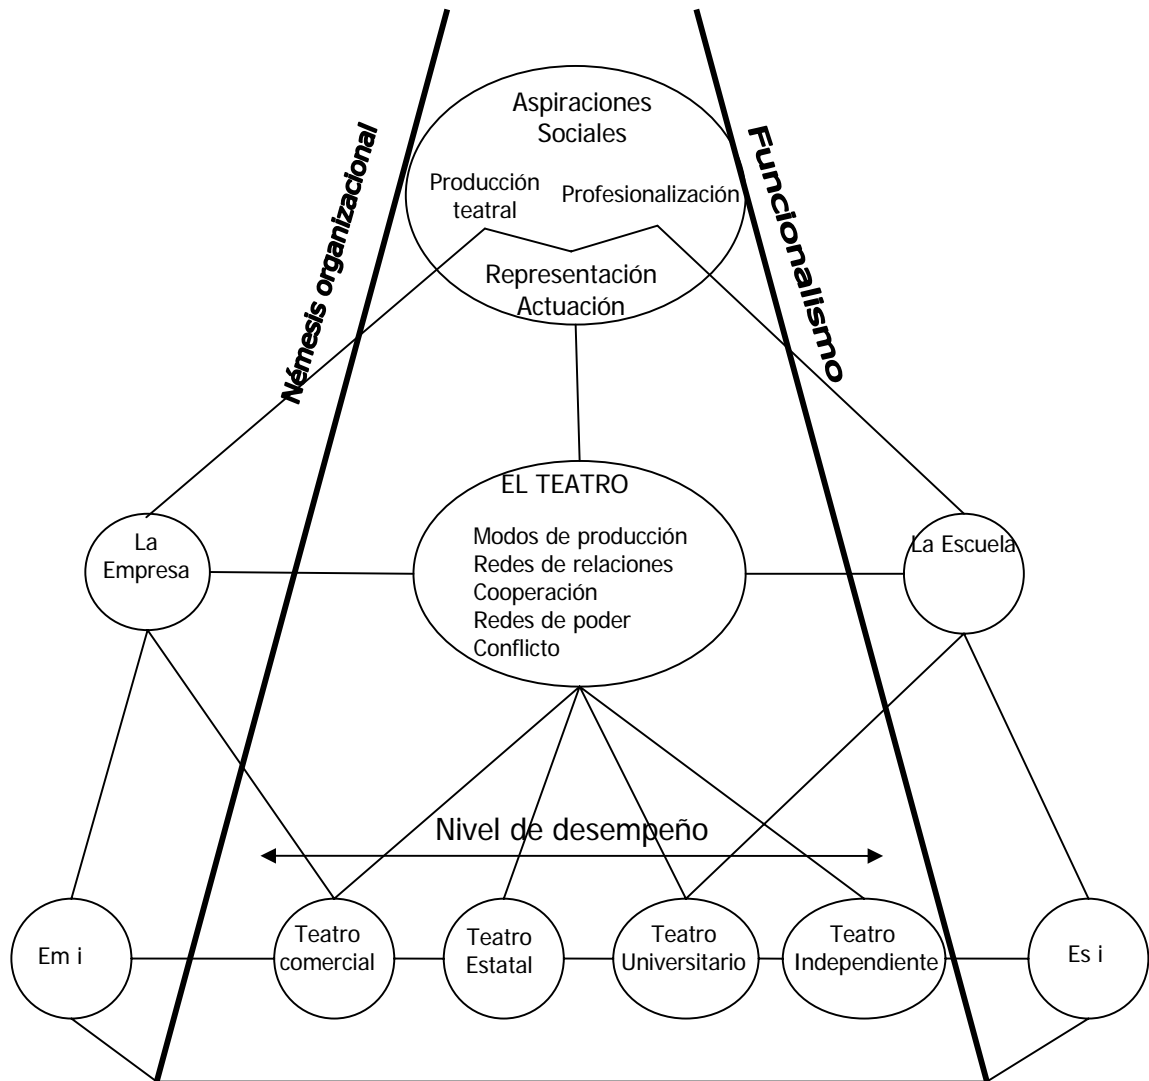 Aspiraciones
Sociales
Némesis organizacional
Funcionalismo
Producción
teatral
Profesionalización
Representación
Actuación
EL TEATRO
Modos de producción
Redes de relaciones
Cooperación
Redes de poder
Conflicto
La
Empresa
La Escuela
Nivel de desempeño
Em i
Teatro
comercial
Teatro
Estatal
Teatro
Universitario
Teatro
Independiente
Es i